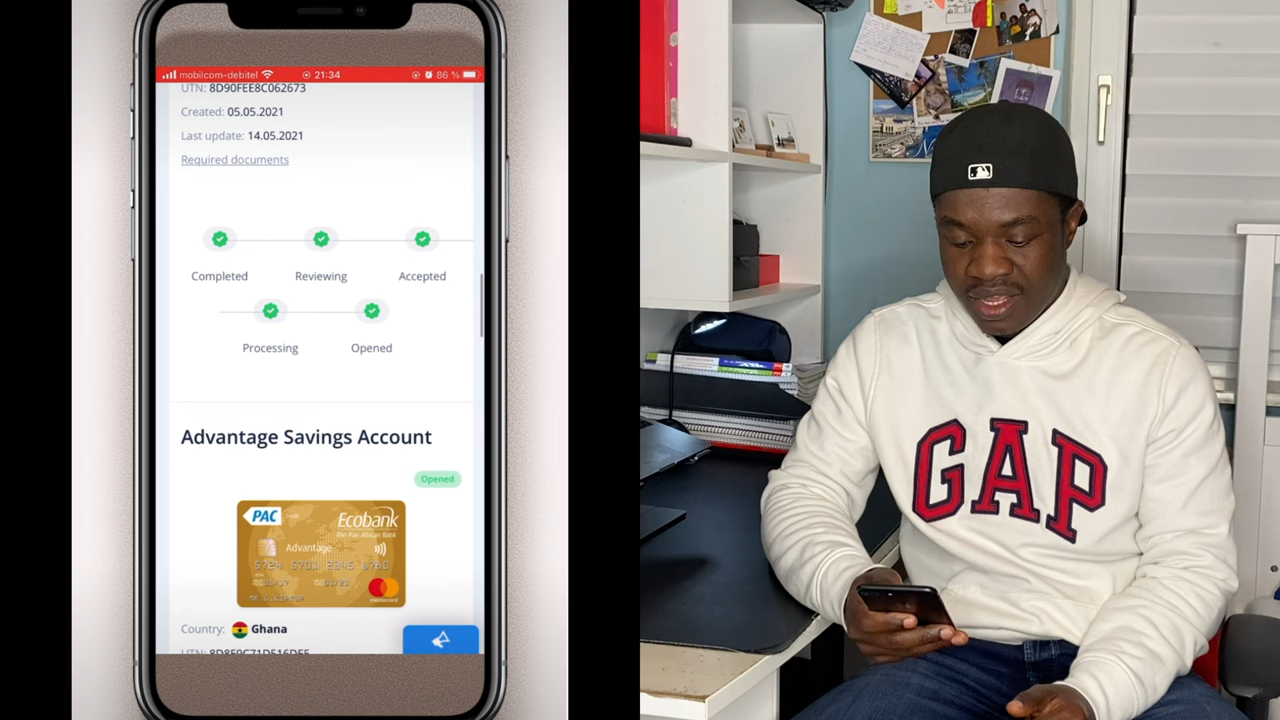 mobilcom-debitel
21:34
86 %
UTN: 8D90FEE8C062673
Created: 05.05.2021
Last update: 14.05.2021
Required documents
Completed
Reviewing
Accepted
Processing
Opened
Advantage Savings Account
Opened
PAC
Ecobank
The Pan African Bank
Advantage
mastercard
Country: Ghana
GAP